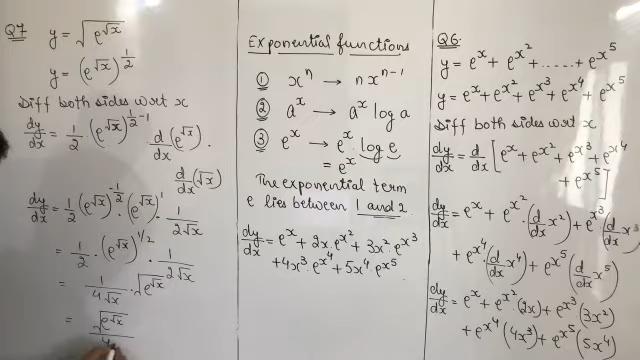 Q7 y = √(e^√x)
y = (e^√x)^(1/2)
Diff both sides wrt x
dy/dx = 1/2 · (e^√x)^(1/2 - 1) d/dx (e^√x) ·
d/dx (√x)
dy/dx = 1/2 (e^√x)^(-1/2) · (e^√x)^1 · 1/(2√x)
= 1/2 · (e^√x)^(1/2) · 1/(2√x)
= 1/(4√x) · √(e^√x)
= √(e^√x)/4
Exponential functions
① x^n → n x^(n-1)
② a^x → a^x log a
③ e^x → e^x log e
= e^x
The exponential term
e lies between 1 and 2
dy/dx = e^x + 2x · e^x² + 3x² · e^x³
+ 4x³ · e^x⁴ + 5x⁴ · e^x⁵
Q6.
y = e^x + e^x² + ...... + e^x⁵
y = e^x + e^x² + e^x³ + e^x⁴ + e^x⁵
Diff both sides wrt x
dy/dx = d/dx [e^x + e^x² + e^x³ + e^x⁴
+ e^x⁵]
dy/dx = e^x + e^x² · (d/dx x²) + e^x³ (d/dx x³)
+ e^x⁴ · (d/dx x⁴) + e^x⁵ (d/dx x⁵)
dy/dx = e^x + e^x² · (2x) + e^x³ (3x²)
+ e^x⁴ (4x³) + e^x⁵ (5x⁴)